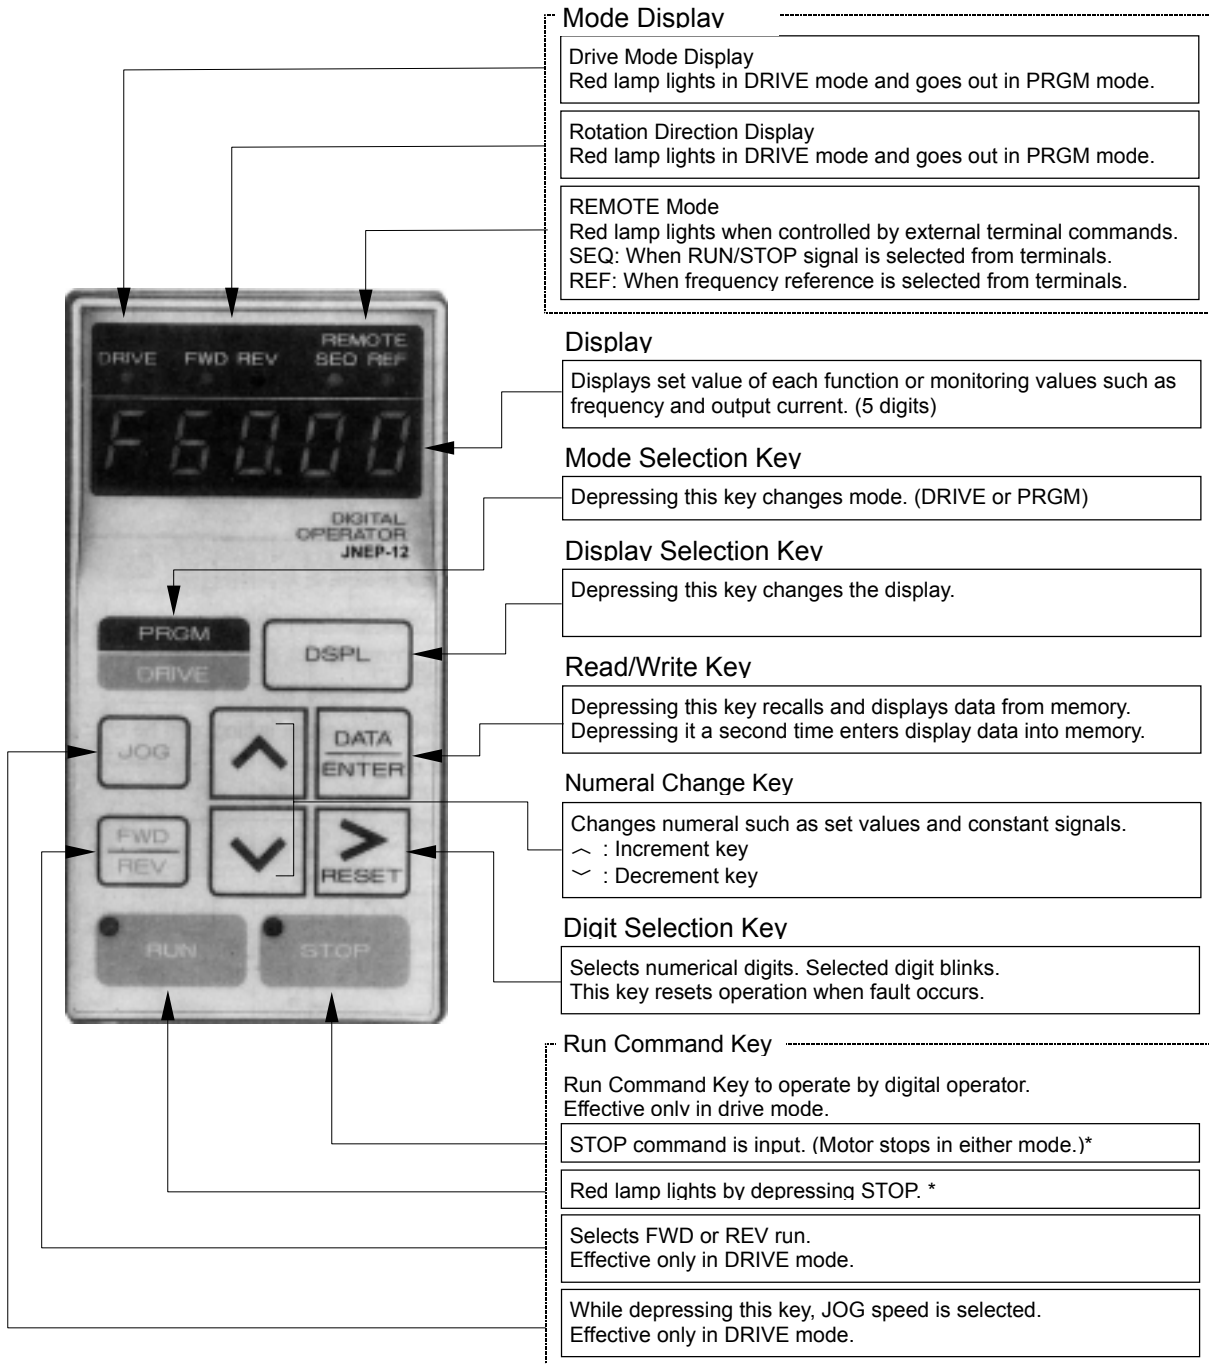 Mode Display
Drive Mode Display
Red lamp lights in DRIVE mode and goes out in PRGM mode.
Rotation Direction Display
Red lamp lights in DRIVE mode and goes out in PRGM mode.
REMOTE Mode
Red lamp lights when controlled by external terminal commands.
SEQ: When RUN/STOP signal is selected from terminals.
REF: When frequency reference is selected from terminals.
REMOTE
DRIVE FWD REV SEQ REF
F60.00
DIGITAL
OPERATOR
JNEP-12
PRGM
DRIVE
DSPL
JOG
DATA
ENTER
FWD
REV
RESET
RUN
STOP
Display
Displays set value of each function or monitoring values such as
frequency and output current. (5 digits)
Mode Selection Key
Depressing this key changes mode. (DRIVE or PRGM)
Display Selection Key
Depressing this key changes the display.
Read/Write Key
Depressing this key recalls and displays data from memory.
Depressing it a second time enters display data into memory.
Numeral Change Key
Changes numeral such as set values and constant signals.
︿ : Increment key
﹀ : Decrement key
Digit Selection Key
Selects numerical digits. Selected digit blinks.
This key resets operation when fault occurs.
Run Command Key
Run Command Key to operate by digital operator.
Effective only in drive mode.
STOP command is input. (Motor stops in either mode.)*
Red lamp lights by depressing STOP. *
Selects FWD or REV run.
Effective only in DRIVE mode.
While depressing this key, JOG speed is selected.
Effective only in DRIVE mode.